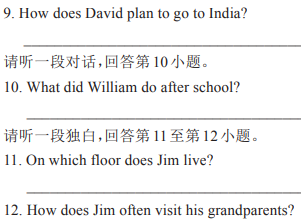 9. How does David plan to go to India?
请听一段对话,回答第10小题。
10. What did William do after school?
请听一段独白,回答第11至第12小题。
11. On which floor does Jim live?
12. How does Jim often visit his grandparents?